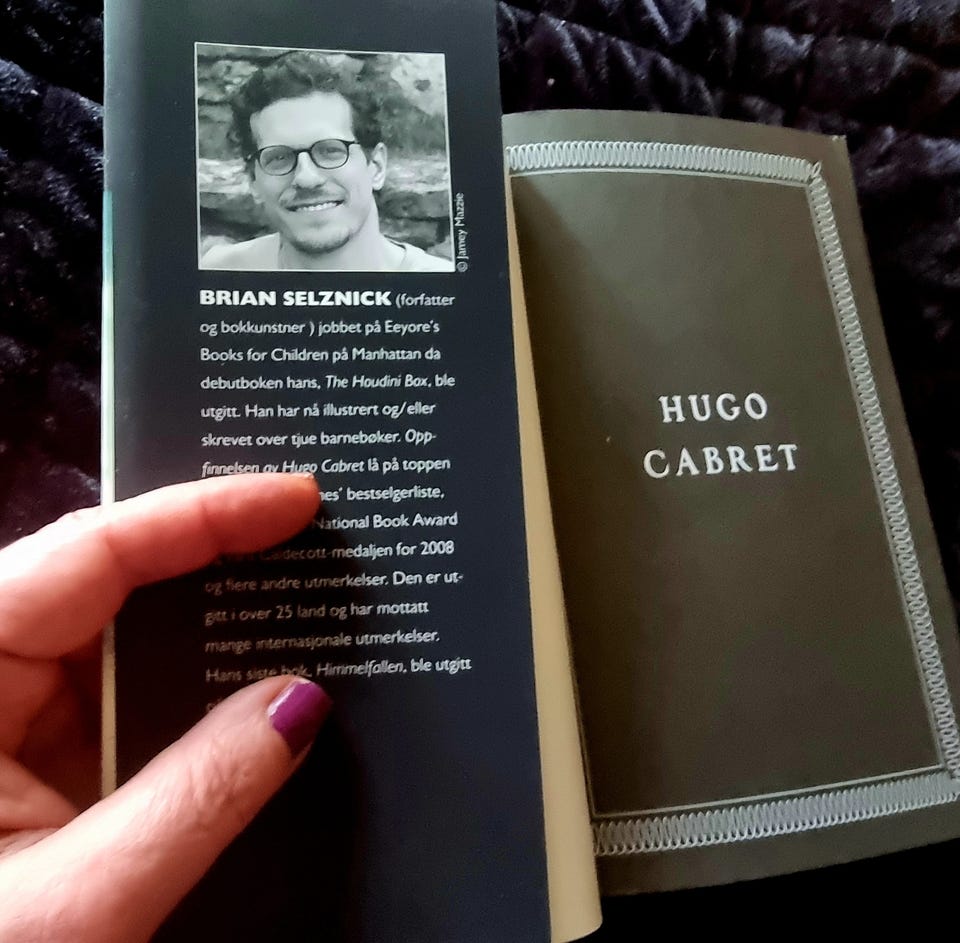 © Jamey Mazzie
BRIAN SELZNICK (forfatter
og bokkunstner ) jobbet på Eeyore's
Books for Children på Manhattan da
debutboken hans, The Houdini Box, ble
utgitt. Han har nå illustrert og/eller
skrevet over tjue barnebøker. Opp-
finnelsen av Hugo Cabret lå på toppen
bestselgerliste,
National Book Award
Caldecott-medaljen for 2008
og flere andre utmerkelser. Den er ut-
gitt i over 25 land og har mottatt
mange internasjonale utmerkelser.
Hans siste bok, Himmelfallen, ble utgitt
HUGO
CABRET